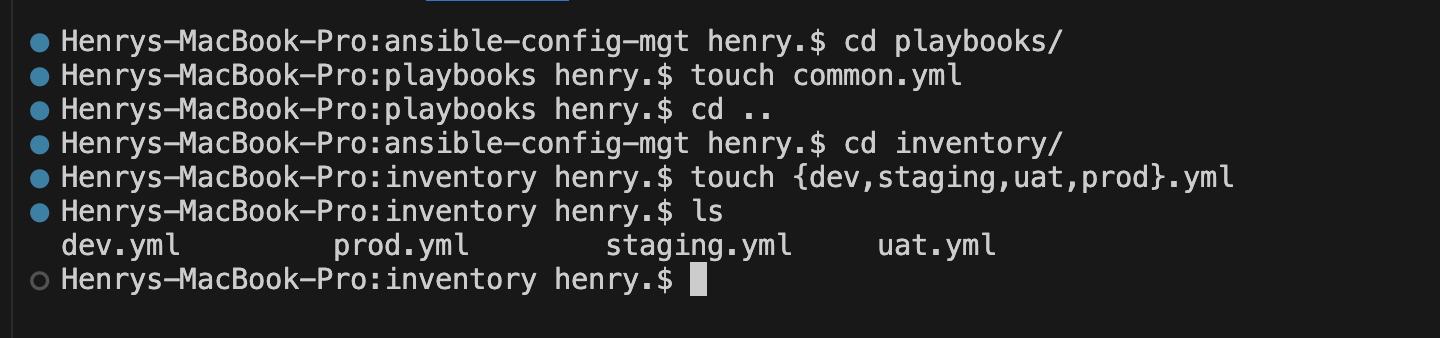 Henrys-MacBook-Pro:ansible-config-mgt henry.$ cd playbooks/
Henrys-MacBook-Pro:playbooks henry.$ touch common.yml
Henrys-MacBook-Pro:playbooks henry.$ cd ..
Henrys-MacBook-Pro:ansible-config-mgt henry.$ cd inventory/
Henrys-MacBook-Pro:inventory henry.$ touch {dev,staging,uat,prod}.yml
Henrys-MacBook-Pro:inventory henry.$ ls
dev.yml prod.yml staging.yml uat.yml
Henrys-MacBook-Pro:inventory henry.$